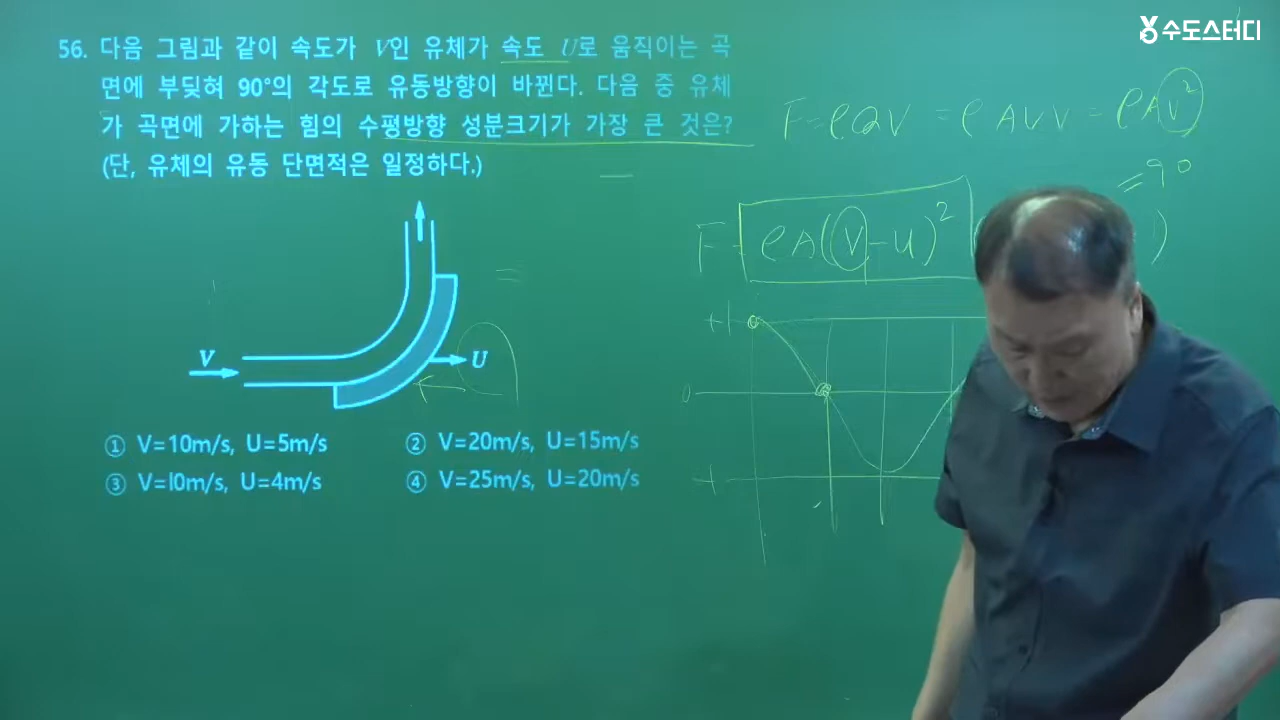 수도스터디
56. 다음 그림과 같이 속도가 V인 유체가 속도 U로 움직이는 곡
면에 부딪혀 90°의 각도로 유동방향이 바뀐다. 다음 중 유체
가 곡면에 가하는 힘의 수평방향 성분크기가 가장 큰 것은?
(단, 유체의 유동 단면적은 일정하다.)
F=ρQV = ρAVV = ρAV²
=90
F=ρA(V-U)²
)
V
U
+1
0
-1
① V=10m/s, U=5m/s ② V=20m/s, U=15m/s
③ V=l0m/s, U=4m/s ④ V=25m/s, U=20m/s